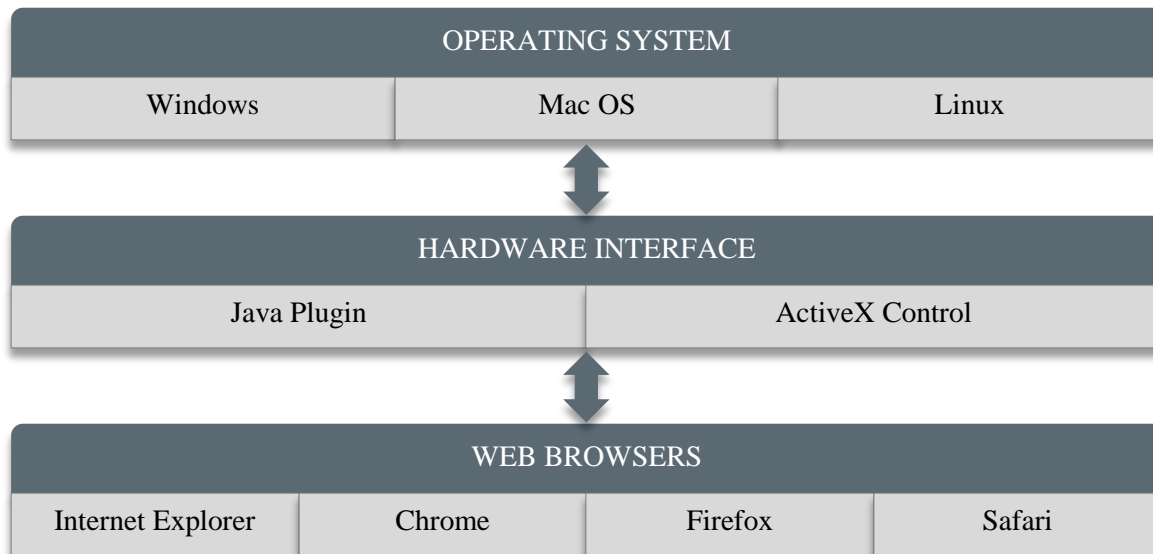 OPERATING SYSTEM
Windows
Mac OS
Linux
HARDWARE INTERFACE
Java Plugin
ActiveX Control
WEB BROWSERS
Internet Explorer
Chrome
Firefox
Safari